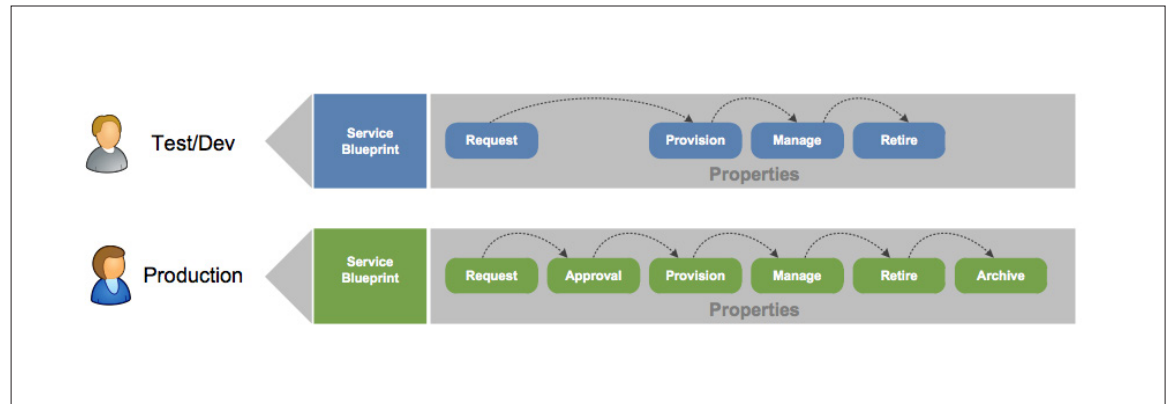 Test/Dev
Service
Blueprint
Request
Provision
Manage
Retire
Properties
Production
Service
Blueprint
Request
Approval
Provision
Manage
Retire
Archive
Properties